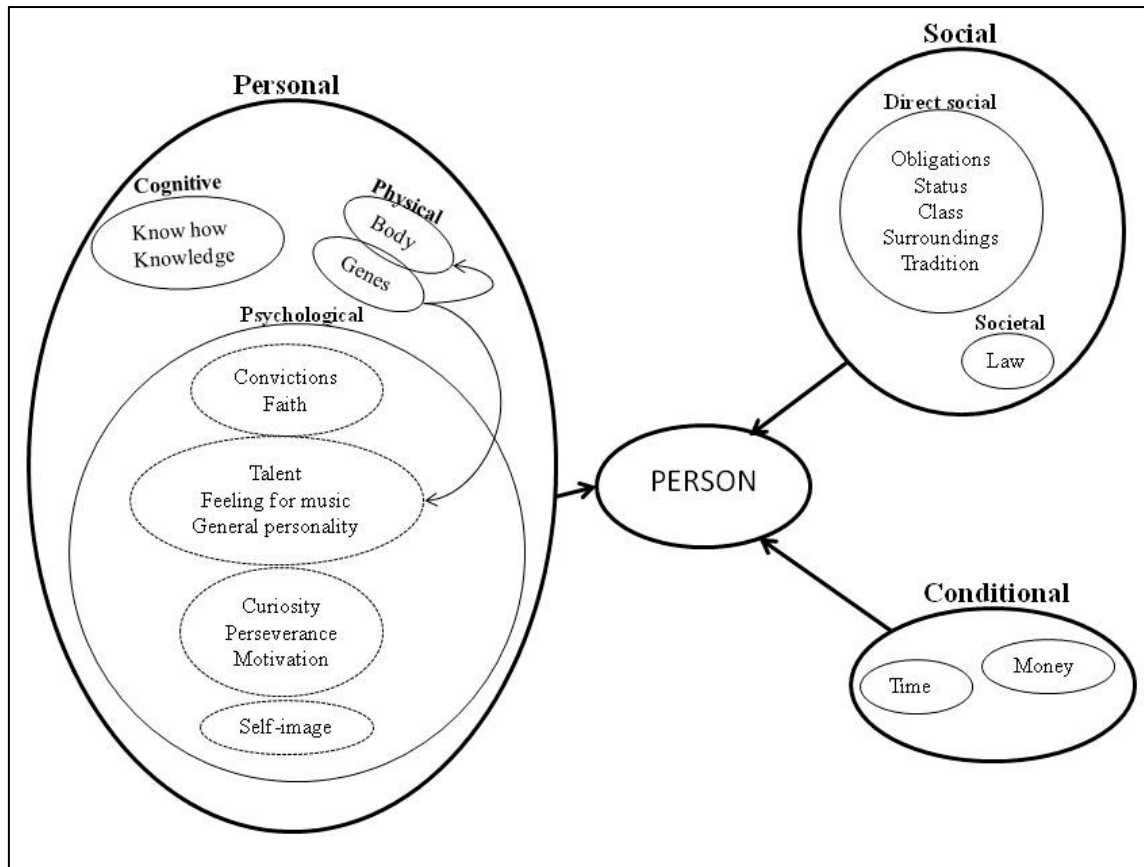 Personal
Cognitive
Know how
Knowledge
Physical
Body
Genes
Psychological
Convictions
Faith
Talent
Feeling for music
General personality
Curiosity
Perseverance
Motivation
Self-image
PERSON
Social
Direct social
Obligations
Status
Class
Surroundings
Tradition
Societal
Law
Conditional
Time
Money